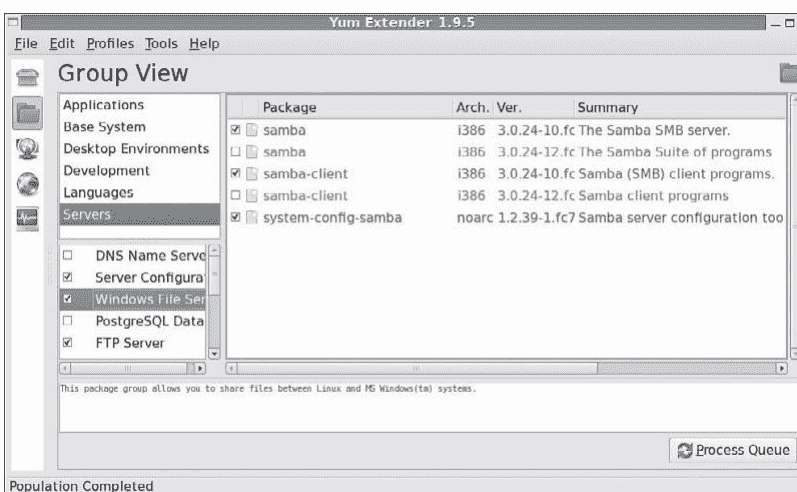 Yum Extender 1.9.5
File Edit Profiles Tools Help
Group View
Applications
Base System
Desktop Environments
Development
Languages
Servers
DNS Name Serve
Server Configura
Windows File Ser
PostgreSQL Data
FTP Server
Package Arch. Ver. Summary
samba i386 3.0.24-10.fc The Samba SMB server.
samba i386 3.0.24-12.fc The Samba Suite of programs
samba-client i386 3.0.24-10.fc Samba (SMB) client programs.
samba-client i386 3.0.24-12.fc Samba client programs
system-config-samba noarc 1.2.39-1.fc7 Samba server configuration too
This package group allows you to share files between Linux and MS Windows(tm) systems.
Process Queue
Population Completed